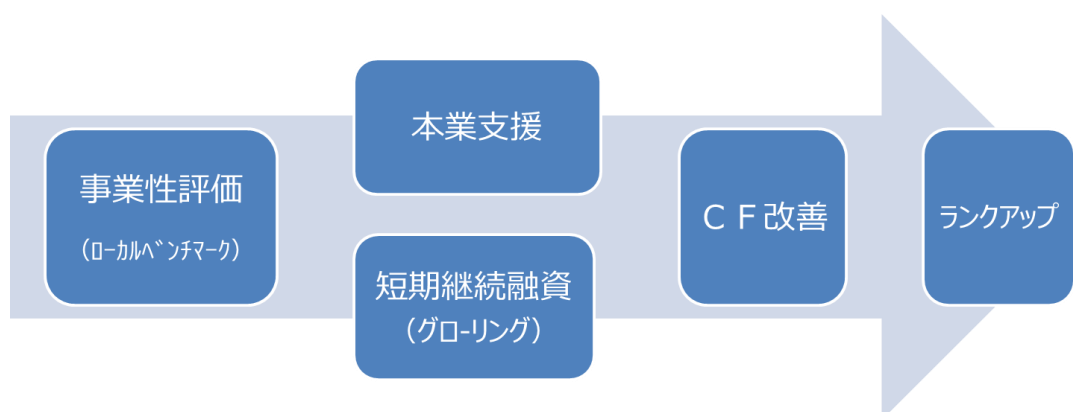 事業性評価
（ﾛｰｶﾙﾍﾞﾝﾁﾏｰｸ）
本業支援
短期継続融資
（グローリング）
ＣＦ改善
ランクアップ